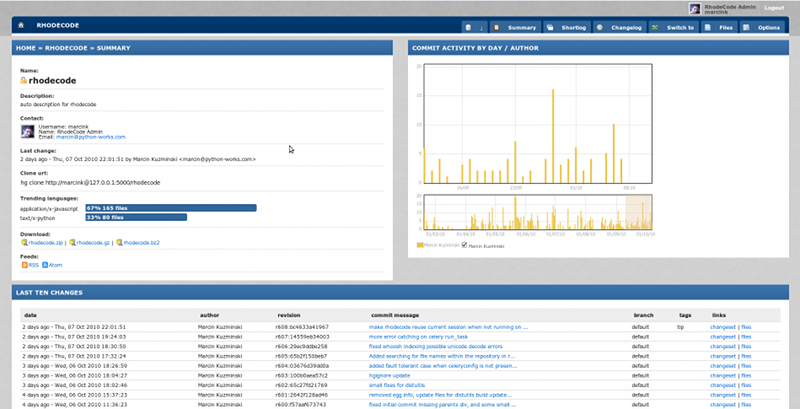 RhodeCode Admin
marcink
Logout
RHODECODE
Summary
Shortlog
Changelog
Switch to
Files
Options
HOME » RHODECODE » SUMMARY
Name:
rhodecode
Description:
auto description for rhodecode
Contact:
Username: marcink
Name: RhodeCode Admin
Email: marcin@python-works.com
Last change:
2 days ago - Thu, 07 Oct 2010 22:01:51 by Marcin Kuzminski <marcin@python-works.com>
Clone url:
hg clone http://marcink@127.0.0.1:5000/rhodecode
Trending languages:
application/x-javascript 67% 165 files
text/x-python 33% 80 files
Download:
rhodecode.zip | rhodecode.gz | rhodecode.bz2
Feeds:
RSS Atom
COMMIT ACTIVITY BY DAY / AUTHOR
20
15
10
5
0
Marcin Kuzminski Marcin Kuzminski
LAST TEN CHANGES
date author revision commit message branch tags links
2 days ago - Thu, 07 Oct 2010 22:01:51 Marcin Kuzminski r608:bc4633a41967 make rhodecode reuse current session when not running on ... default tip changeset | files
2 days ago - Thu, 07 Oct 2010 19:24:03 Marcin Kuzminski r607:14559eb34003 more error catching on celery run_task default changeset | files
2 days ago - Thu, 07 Oct 2010 18:30:50 Marcin Kuzminski fixed whoosh indexing possible unicode decode errors default changeset | files
2 days ago - Thu, 07 Oct 2010 17:32:24 Marcin Kuzminski Added searching for file names within the repository in r... default changeset | files
3 days ago - Wed, 06 Oct 2010 18:26:59 Marcin Kuzminski added fault tolerant case when celeryconfig is not presen... default changeset | files
3 days ago - Wed, 06 Oct 2010 18:04:27 Marcin Kuzminski hgignore update default changeset | files
3 days ago - Wed, 06 Oct 2010 18:02:46 Marcin Kuzminski small fixes for distutils default changeset | files
4 days ago - Wed, 06 Oct 2010 15:37:23 Marcin Kuzminski removed egg info, update files for distutils build update... default changeset | files
4 days ago - Wed, 06 Oct 2010 11:36:23 Marcin Kuzminski r600:f57aaf673743 fixed initial commit missing parents div, and some small ... default changeset | files